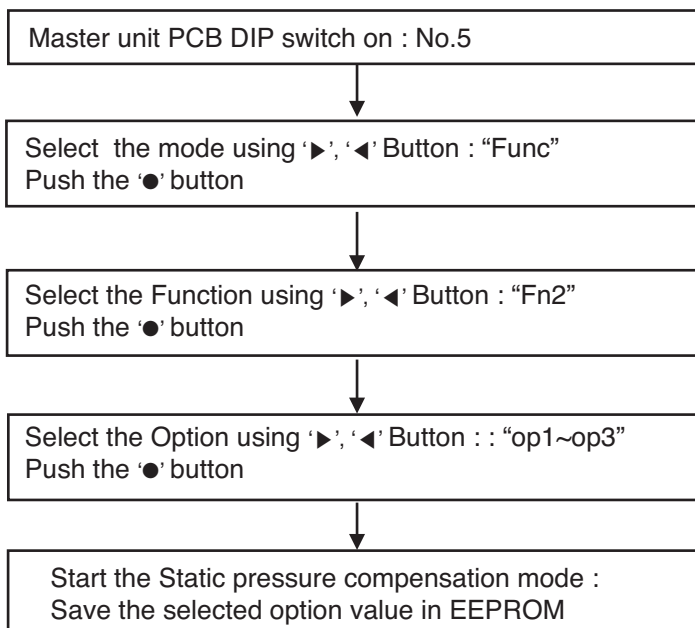 Master unit PCB DIP switch on : No.5
Select the mode using ‘▶’, ‘◀’ Button : “Func”
Push the ‘●’ button
Select the Function using ‘▶’, ‘◀’ Button : “Fn2”
Push the ‘●’ button
Select the Option using ‘▶’, ‘◀’ Button : : “op1~op3”
Push the ‘●’ button
Start the Static pressure compensation mode :
Save the selected option value in EEPROM